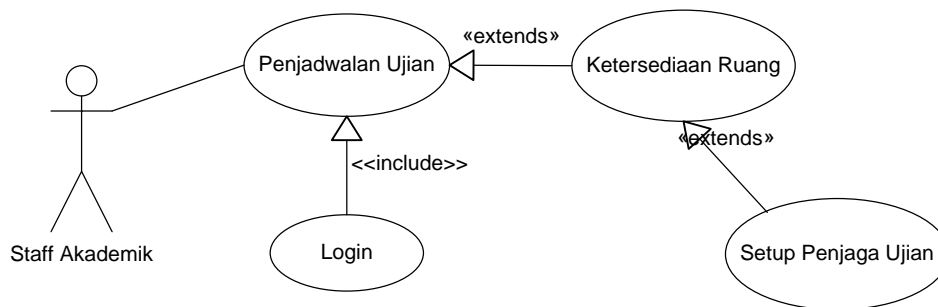 «extends»
Penjadwalan Ujian
Ketersediaan Ruang
«extends»
<<include>>
Staff Akademik
Login
Setup Penjaga Ujian